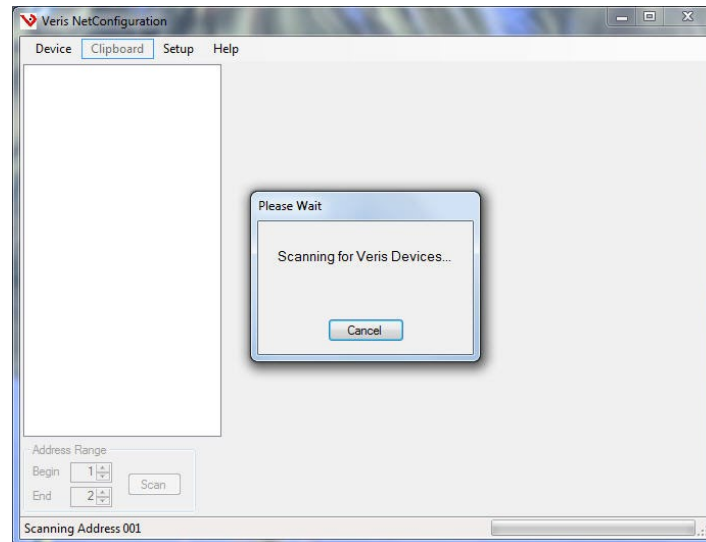 Veris NetConfiguration
Device Clipboard Setup Help
Please Wait
Scanning for Veris Devices...
Cancel
Address Range
Begin 1
Scan
End 2
Scanning Address 001